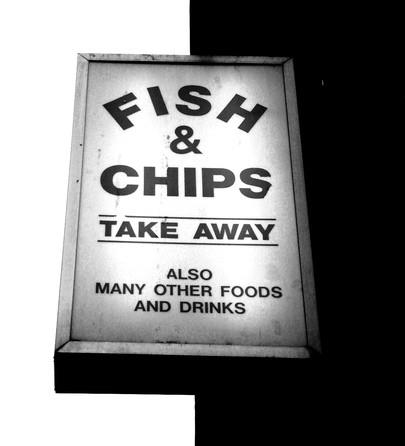 FISH
&
CHIPS
TAKE AWAY
ALSO
MANY OTHER FOODS
AND DRINKS